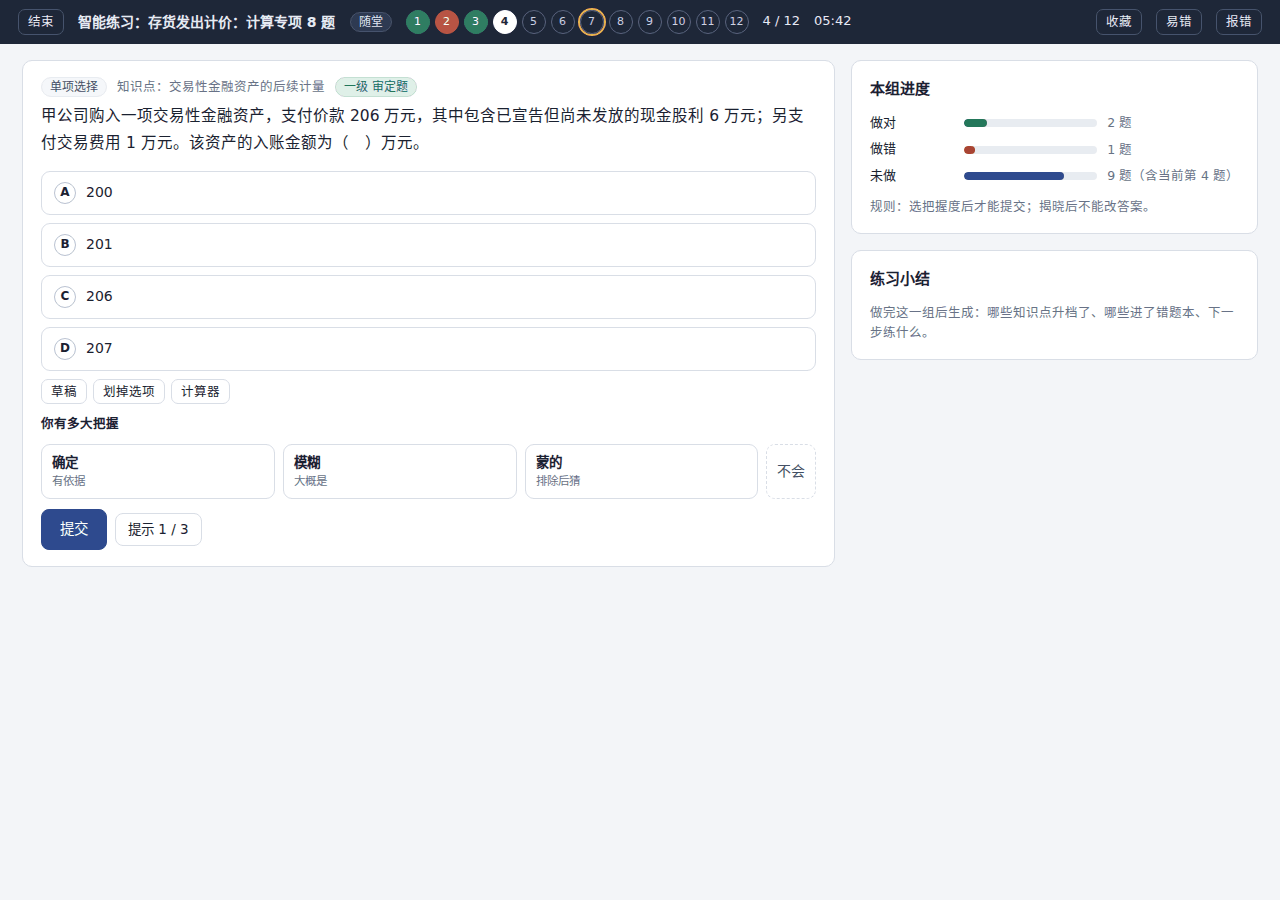 结束 智能练习：存货发出计价：计算专项 8 题 随堂 1 2 3 4 5 6 7 8 9 10 11 12 4 / 12 05:42 收藏 易错 报错
单项选择 知识点：交易性金融资产的后续计量 一级 审定题
甲公司购入一项交易性金融资产，支付价款 206 万元，其中包含已宣告但尚未发放的现金股利 6 万元；另支
付交易费用 1 万元。该资产的入账金额为（　）万元。
A 200
B 201
C 206
D 207
草稿 划掉选项 计算器
你有多大把握
确定
有依据
模糊
大概是
蒙的
排除后猜
不会
提交 提示 1 / 3
本组进度
做对 2 题
做错 1 题
未做 9 题（含当前第 4 题）
规则：选把握度后才能提交；揭晓后不能改答案。
练习小结
做完这一组后生成：哪些知识点升档了、哪些进了错题本、下一
步练什么。